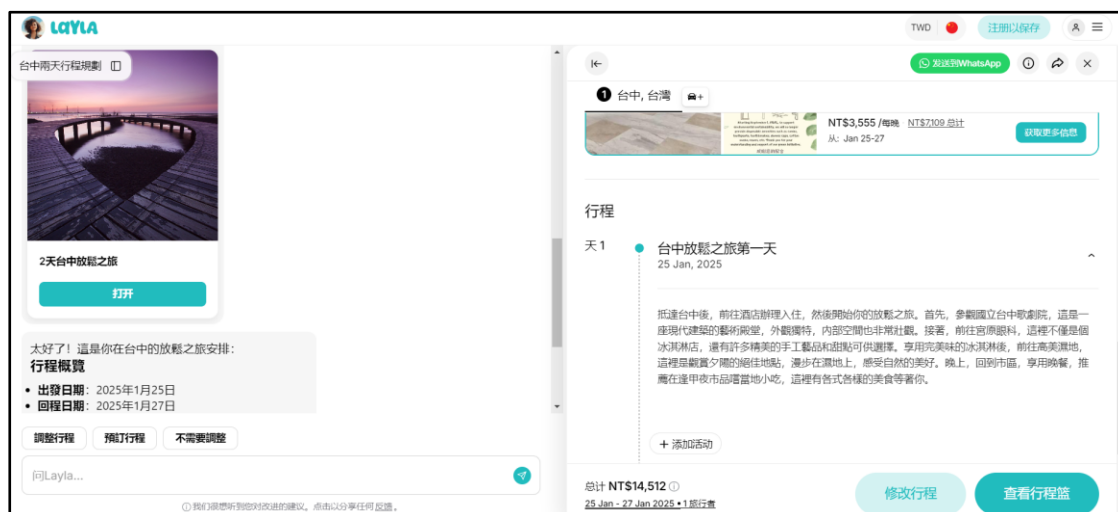 LAYLA
TWD
注册以保存
台中兩天行程規劃
2天台中放鬆之旅
打开
太好了！這是你在台中的放鬆之旅安排：
行程概覽
• 出發日期：2025年1月25日
• 回程日期：2025年1月27日
調整行程
預訂行程
不需要調整
问Layla...
我们很想听到您对改进的建议。点击以分享任何反馈。
发送到WhatsApp
1 台中, 台灣
NT$3,555 /每晚 NT$7,109 总计
从: Jan 25-27
获取更多信息
行程
天 1
台中放鬆之旅第一天
25 Jan, 2025
抵達台中後，前往酒店辦理入住，然後開始你的放鬆之旅。首先，參觀國立台中歌劇院，這是一
座現代建築的藝術殿堂，外觀獨特，内部空間也非常壯觀。接著，前往宮原眼科，這裡不僅是個
冰淇淋店，還有許多精美的手工藝品和甜點可供選擇。享用完美味的冰淇淋後，前往高美濕地，
這裡是觀賞夕陽的絕佳地點，漫步在濕地上，感受自然的美好。晚上，回到市區，享用晚餐，推
薦在逢甲夜市品嚐當地小吃，這裡有各式各樣的美食等著你。
+ 添加活动
总计 NT$14,512
25 Jan - 27 Jan 2025 • 1 旅行者
修改行程
查看行程篮